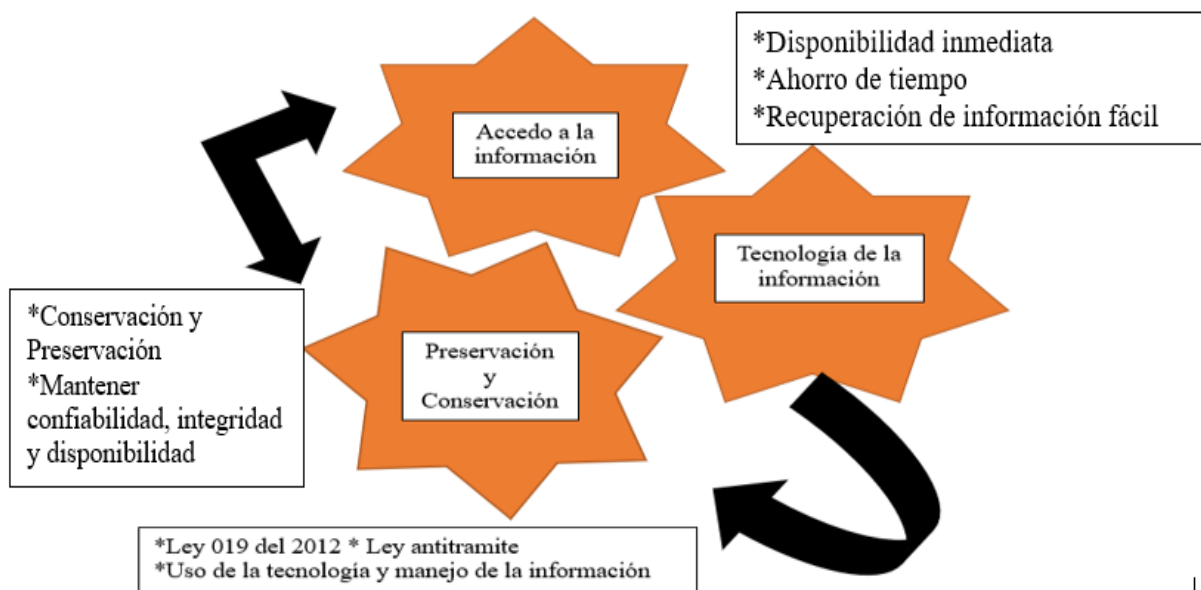 *Disponibilidad inmediata
*Ahorro de tiempo
*Recuperación de información fácil
Accedo a la
información
Tecnología de la
información
*Conservación y
Preservación
*Mantener
confiabilidad, integridad
y disponibilidad
Preservación
y
Conservación
*Ley 019 del 2012 * Ley antitramite
*Uso de la tecnología y manejo de la información